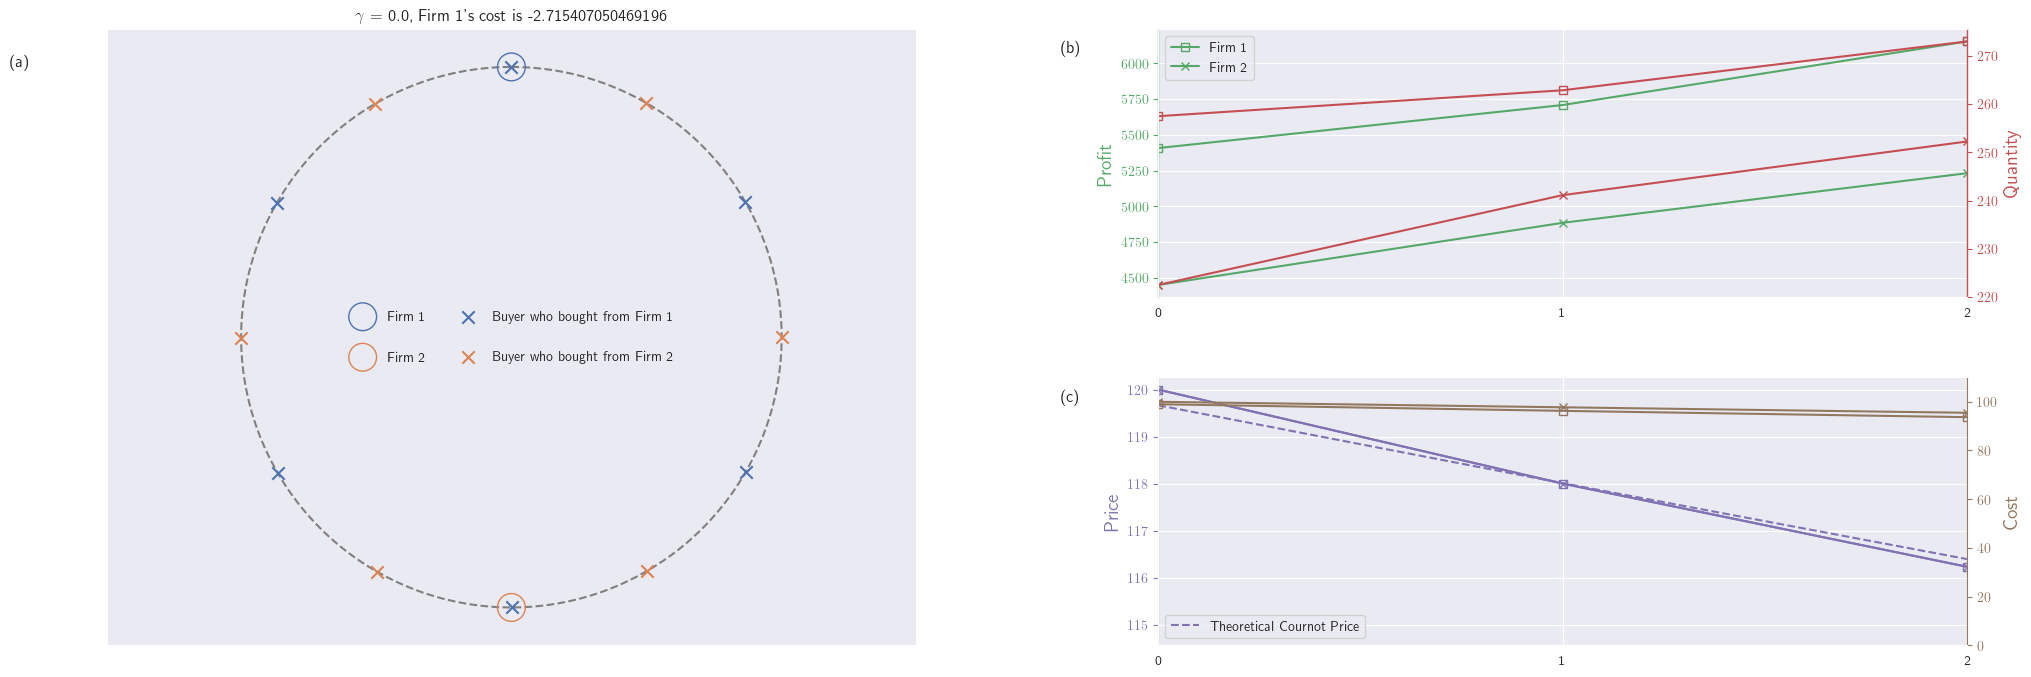 γ = 0.0, Firm 1's cost is -2.715407050469196
(a)
Firm 1
Buyer who bought from Firm 1
Firm 2
Buyer who bought from Firm 2
(b)
Firm 1
Firm 2
6000
5750
5500
5250
5000
4750
4500
Profit
270
260
250
240
230
220
Quantity
0 1 2
(c)
120
119
118
117
116
115
Price
100
80
60
40
20
0
Cost
Theoretical Cournot Price
0 1 2